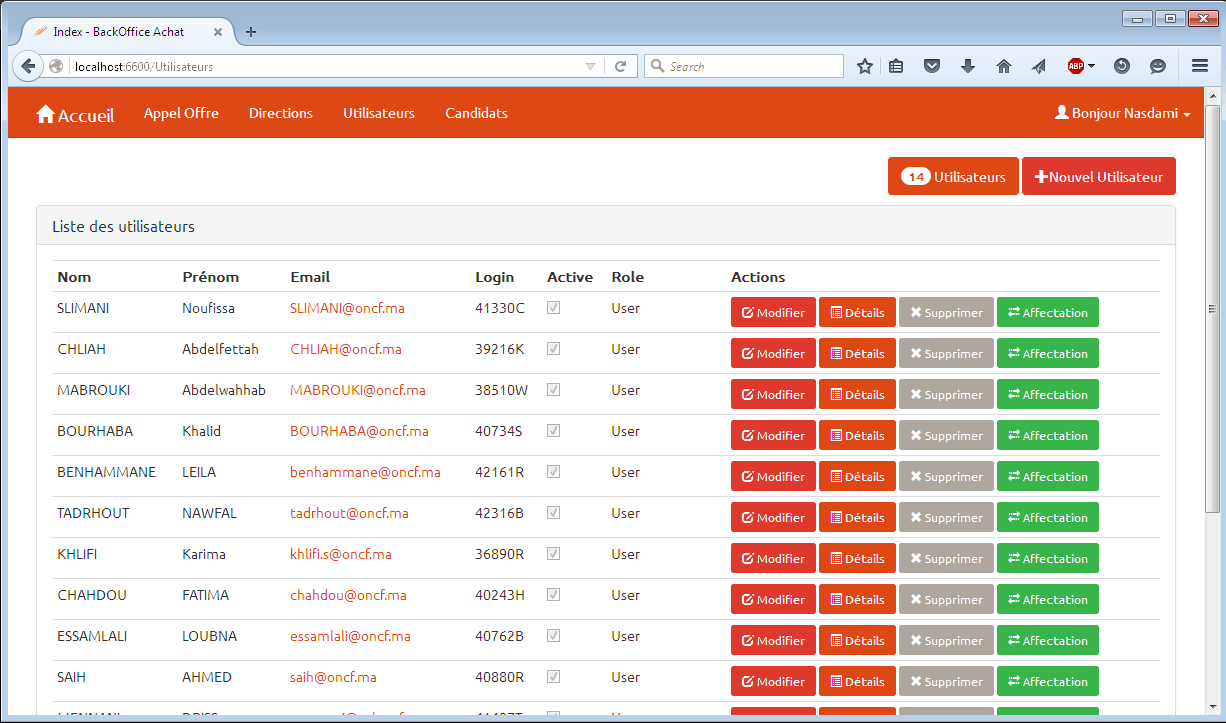 Index - BackOffice Achat
localhost:6600/Utilisateurs
Search
ABP
Accueil Appel Offre Directions Utilisateurs Candidats Bonjour Nasdami
14 Utilisateurs Nouvel Utilisateur
Liste des utilisateurs
Nom Prénom Email Login Active Role Actions
SLIMANI Noufissa SLIMANI@oncf.ma 41330C User Modifier Détails Supprimer Affectation
CHLIAH Abdelfettah CHLIAH@oncf.ma 39216K User Modifier Détails Supprimer Affectation
MABROUKI Abdelwahhab MABROUKI@oncf.ma 38510W User Modifier Détails Supprimer Affectation
BOURHABA Khalid BOURHABA@oncf.ma 40734S User Modifier Détails Supprimer Affectation
BENHAMMANE LEILA benhammane@oncf.ma 42161R User Modifier Détails Supprimer Affectation
TADRHOUT NAWFAL tadrhout@oncf.ma 42316B User Modifier Détails Supprimer Affectation
KHLIFI Karima khlifi.s@oncf.ma 36890R User Modifier Détails Supprimer Affectation
CHAHDOU FATIMA chahdou@oncf.ma 40243H User Modifier Détails Supprimer Affectation
ESSAMLALI LOUBNA essamlali@oncf.ma 40762B User Modifier Détails Supprimer Affectation
SAIH AHMED saih@oncf.ma 40880R User Modifier Détails Supprimer Affectation